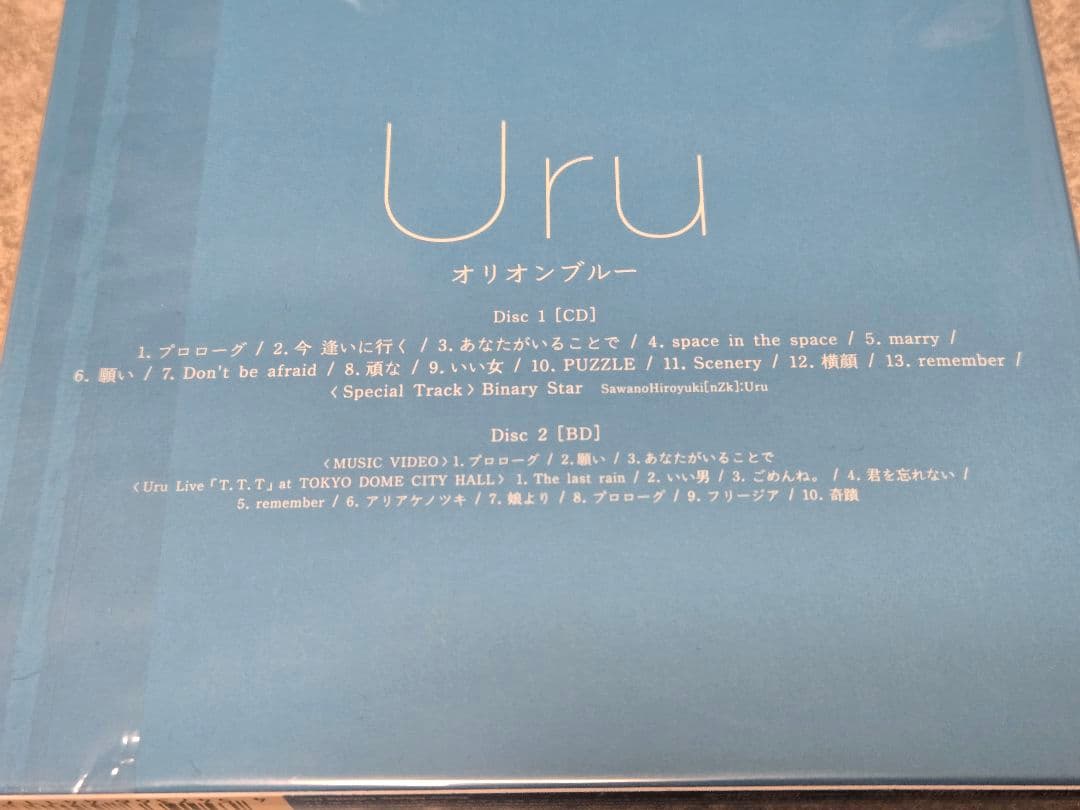 Uru
オリオンブルー
Disc 1 [CD]
1. プロローグ / 2. 今 逢いに行く / 3. あなたがいることで / 4. space in the space / 5. marry /
6. 願い / 7. Don't be afraid / 8. 頑な / 9. いい女 / 10. PUZZLE / 11. Scenery / 12. 横顔 / 13. remember /
〈Special Track〉Binary Star SawanoHiroyuki[nZk]:Uru
Disc 2 [BD]
〈MUSIC VIDEO〉1. プロローグ / 2. 願い / 3. あなたがいることで
〈Uru Live「T.T.T」at TOKYO DOME CITY HALL〉1. The last rain / 2. いい男 / 3. ごめんね。 / 4. 君を忘れない /
5. remember / 6. アリアケノツキ / 7. 娘より / 8. プロローグ / 9. フリージア / 10. 奇蹟